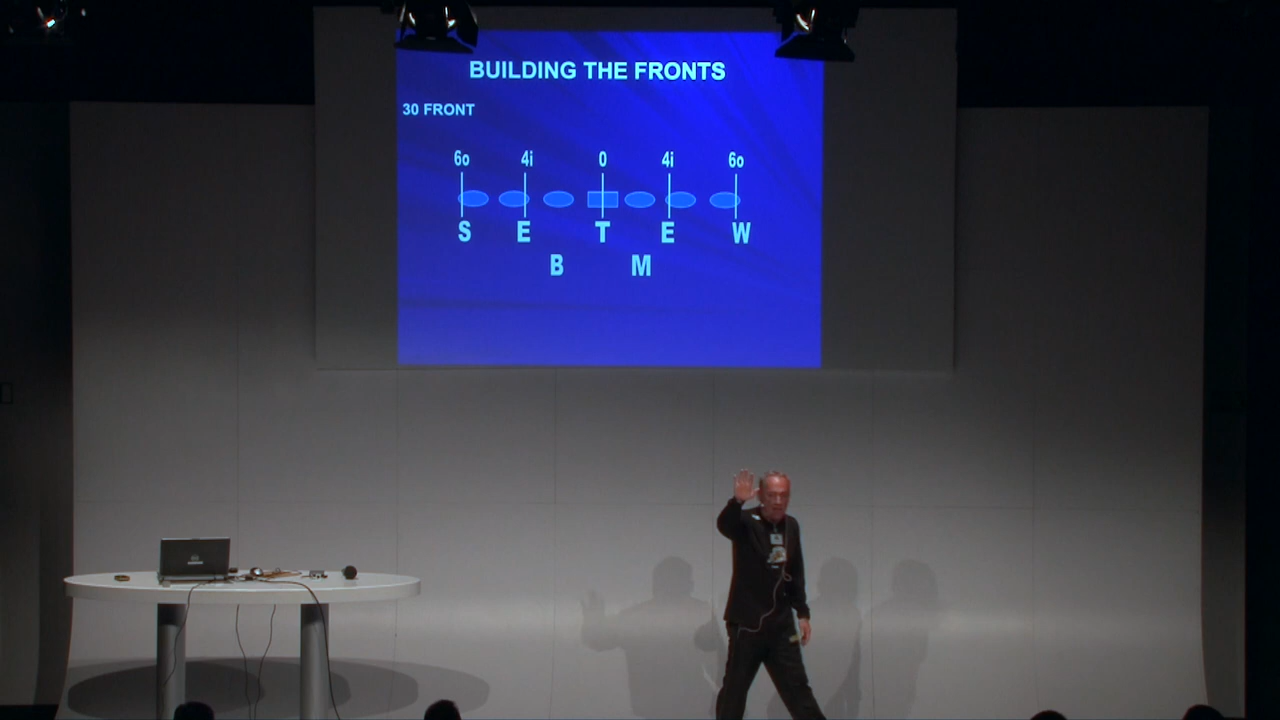 BUILDING THE FRONTS
30 FRONT
6o 4i 0 4i 6o
S E T E W
B M